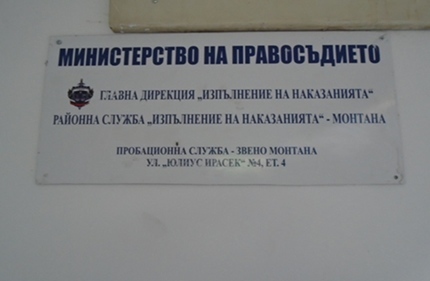 МИНИСТЕРСТВО НА ПРАВОСЪДИЕТО
ГЛАВНА ДИРЕКЦИЯ „ИЗПЪЛНЕНИЕ НА НАКАЗАНИЯТА“
РАЙОННА СЛУЖБА „ИЗПЪЛНЕНИЕ НА НАКАЗАНИЯТА“ - МОНТАНА
ПРОБАЦИОННА СЛУЖБА - ЗВЕНО МОНТАНА
УЛ. „ЮЛИУС ИРАСЕК“ №4, ЕТ. 4